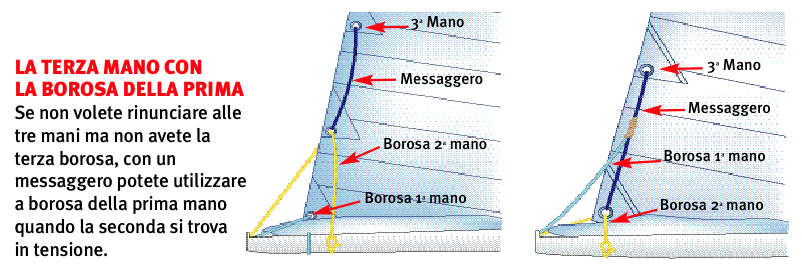 LA TERZA MANO CON
LA BOROSA DELLA PRIMA
Se non volete rinunciare alle
tre mani ma non avete la
terza borosa, con un
messaggero potete utilizzare
a borosa della prima mano
quando la seconda si trova
in tensione.
3ª Mano
Messaggero
Borosa 2ª mano
Borosa 1ª mano
3ª Mano
Messaggero
Borosa 1ª mano
Borosa 2ª mano